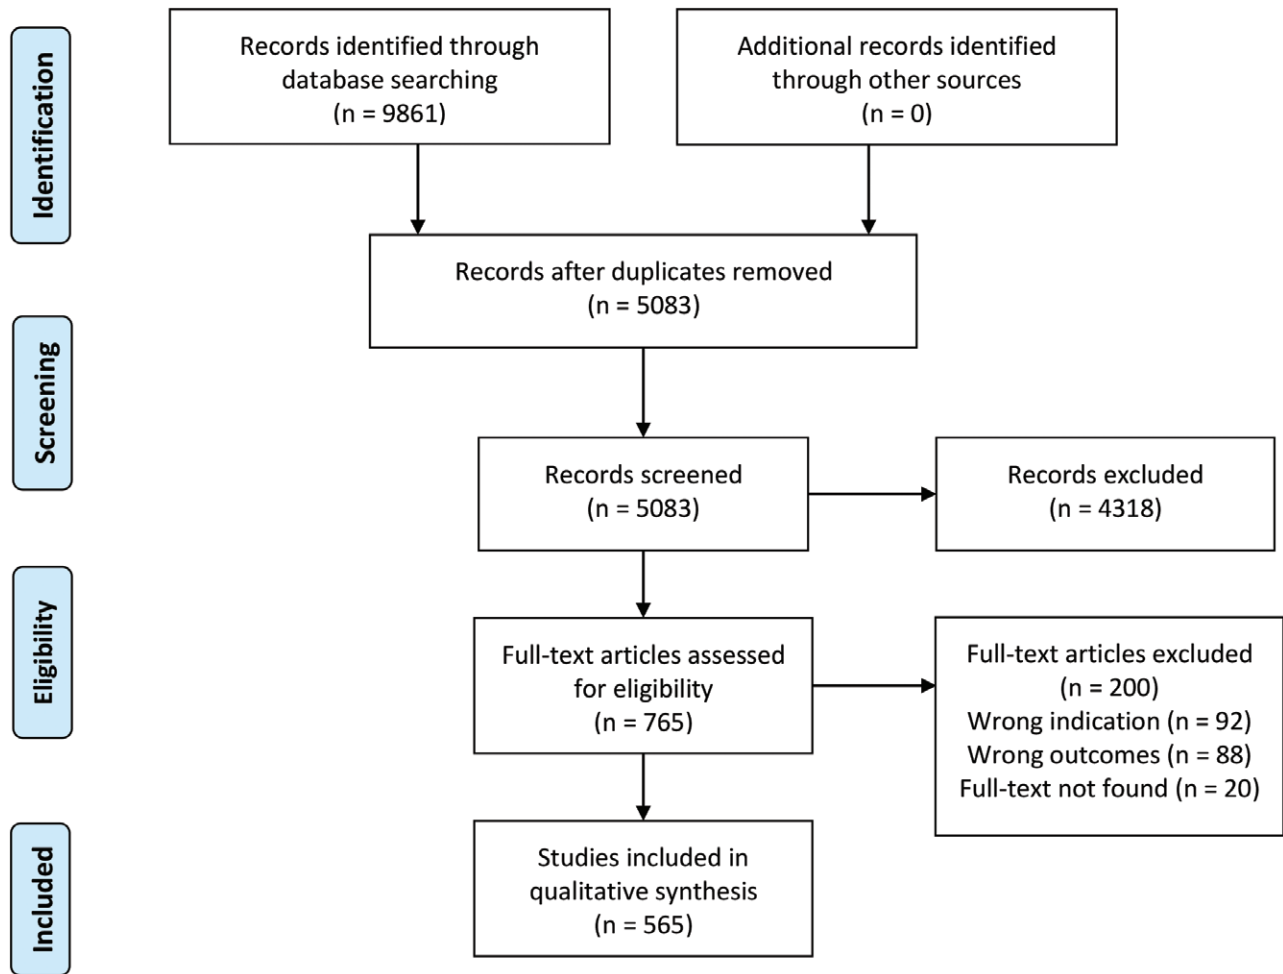 Identification
Records identified through
database searching
(n = 9861)
Additional records identified
through other sources
(n = 0)
Records after duplicates removed
(n = 5083)
Screening
Records screened
(n = 5083)
Records excluded
(n = 4318)
Eligibility
Full-text articles assessed
for eligibility
(n = 765)
Full-text articles excluded
(n = 200)
Wrong indication (n = 92)
Wrong outcomes (n = 88)
Full-text not found (n = 20)
Included
Studies included in
qualitative synthesis
(n = 565)